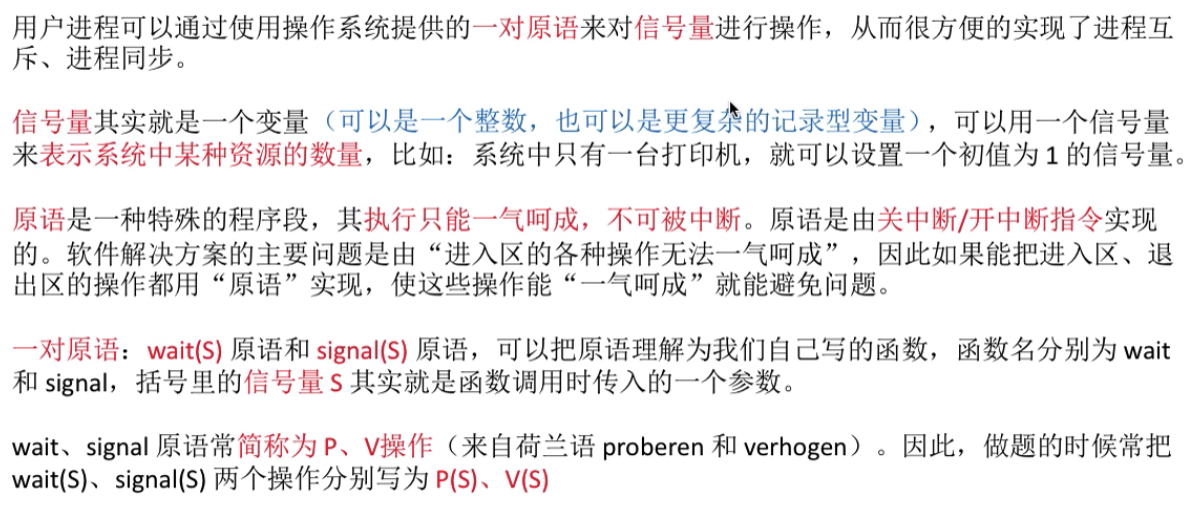 用户进程可以通过使用操作系统提供的一对原语来对信号量进行操作，从而很方便的实现了进程互
斥、进程同步。
信号量其实就是一个变量（可以是一个整数，也可以是更复杂的记录型变量），可以用一个信号量
来表示系统中某种资源的数量，比如：系统中只有一台打印机，就可以设置一个初值为 1 的信号量。
原语是一种特殊的程序段，其执行只能一气呵成，不可被中断。原语是由关中断/开中断指令实现
的。软件解决方案的主要问题是由“进入区的各种操作无法一气呵成”，因此如果能把进入区、退
出区的操作都用“原语”实现，使这些操作能“一气呵成”就能避免问题。
一对原语：wait(S) 原语和 signal(S) 原语，可以把原语理解为我们自己写的函数，函数名分别为 wait
和 signal，括号里的信号量 S 其实就是函数调用时传入的一个参数。
wait、signal 原语常简称为 P、V操作（来自荷兰语 proberen 和 verhogen）。因此，做题的时候常把
wait(S)、signal(S) 两个操作分别写为 P(S)、V(S)